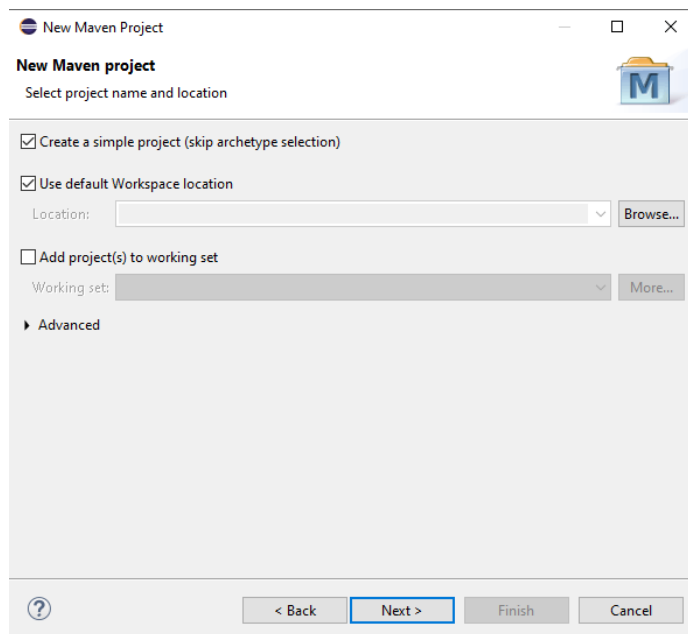 New Maven Project
New Maven project
Select project name and location
M
Create a simple project (skip archetype selection)
Use default Workspace location
Location:
Browse...
Add project(s) to working set
Working set:
More...
Advanced
?
< Back
Next >
Finish
Cancel